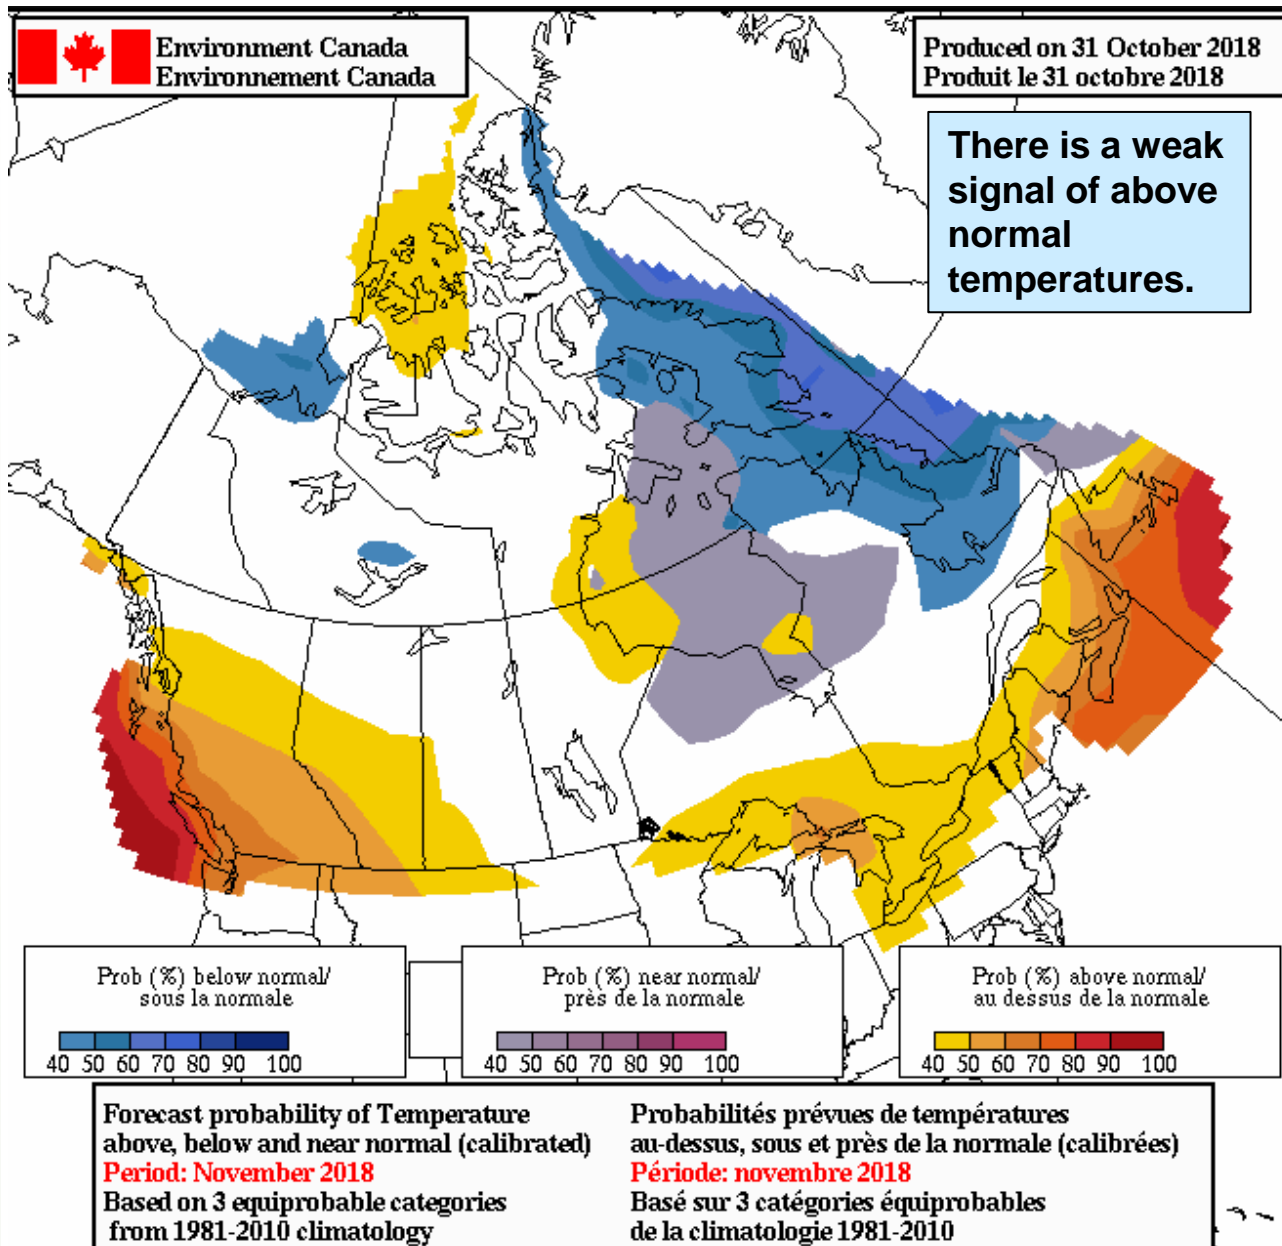 Environment Canada
Environnement Canada
Produced on 31 October 2018
Produit le 31 octobre 2018
There is a weak
signal of above
normal
temperatures.
Prob (%) below normal/
sous la normale
40 50 60 70 80 90 100
Prob (%) near normal/
près de la normale
40 50 60 70 80 90 100
Prob (%) above normal/
au dessus de la normale
40 50 60 70 80 90 100
Forecast probability of Temperature
above, below and near normal (calibrated)
Period: November 2018
Based on 3 equiprobable categories
from 1981-2010 climatology
Probabilités prévues de températures
au-dessus, sous et près de la normale (calibrées)
Période: novembre 2018
Basé sur 3 catégories équiprobables
de la climatologie 1981-2010